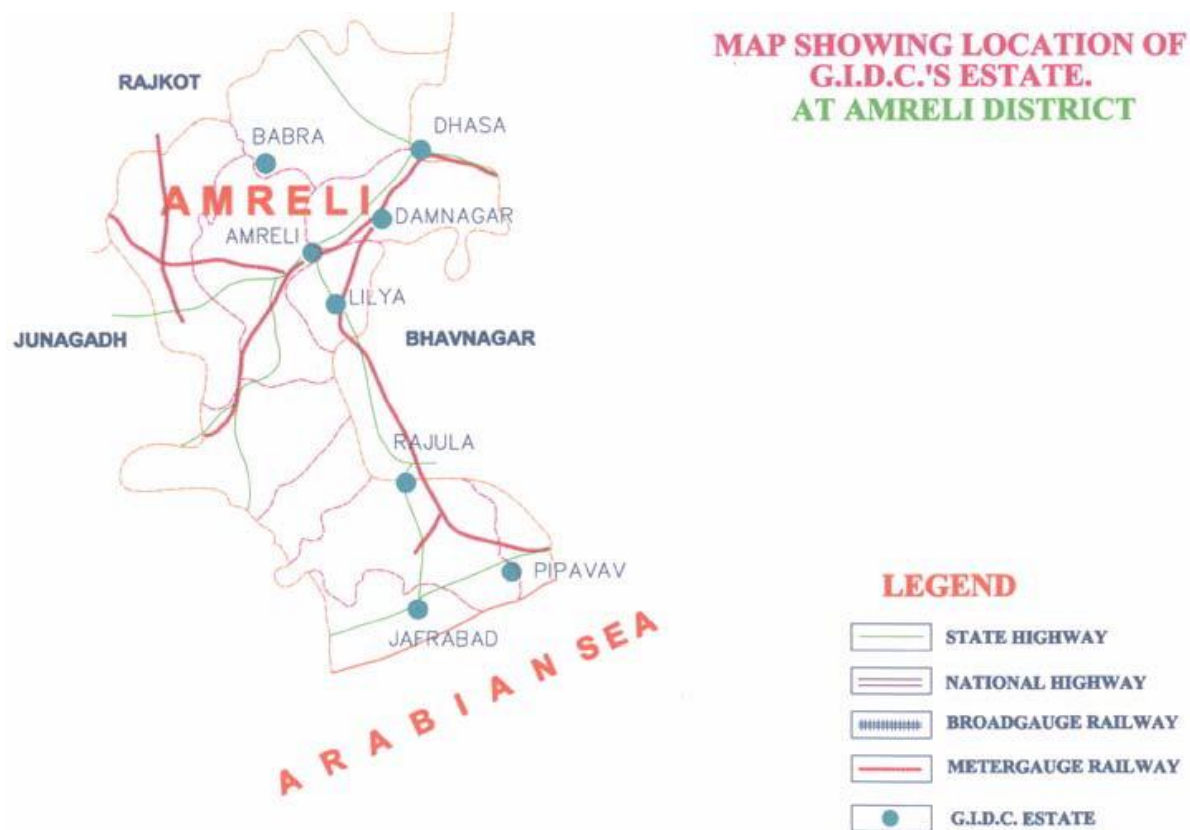 MAP SHOWING LOCATION OF
G.I.D.C.'S ESTATE.
AT AMRELI DISTRICT
RAJKOT
BABRA
DHASA
AMRELI
DAMNAGAR
AMRELI
LILYA
JUNAGADH
BHAVNAGAR
RAJULA
PIPAVAV
JAFRABAD
ARABIAN SEA
LEGEND
STATE HIGHWAY
NATIONAL HIGHWAY
BROADGAUGE RAILWAY
METERGAUGE RAILWAY
G.I.D.C. ESTATE